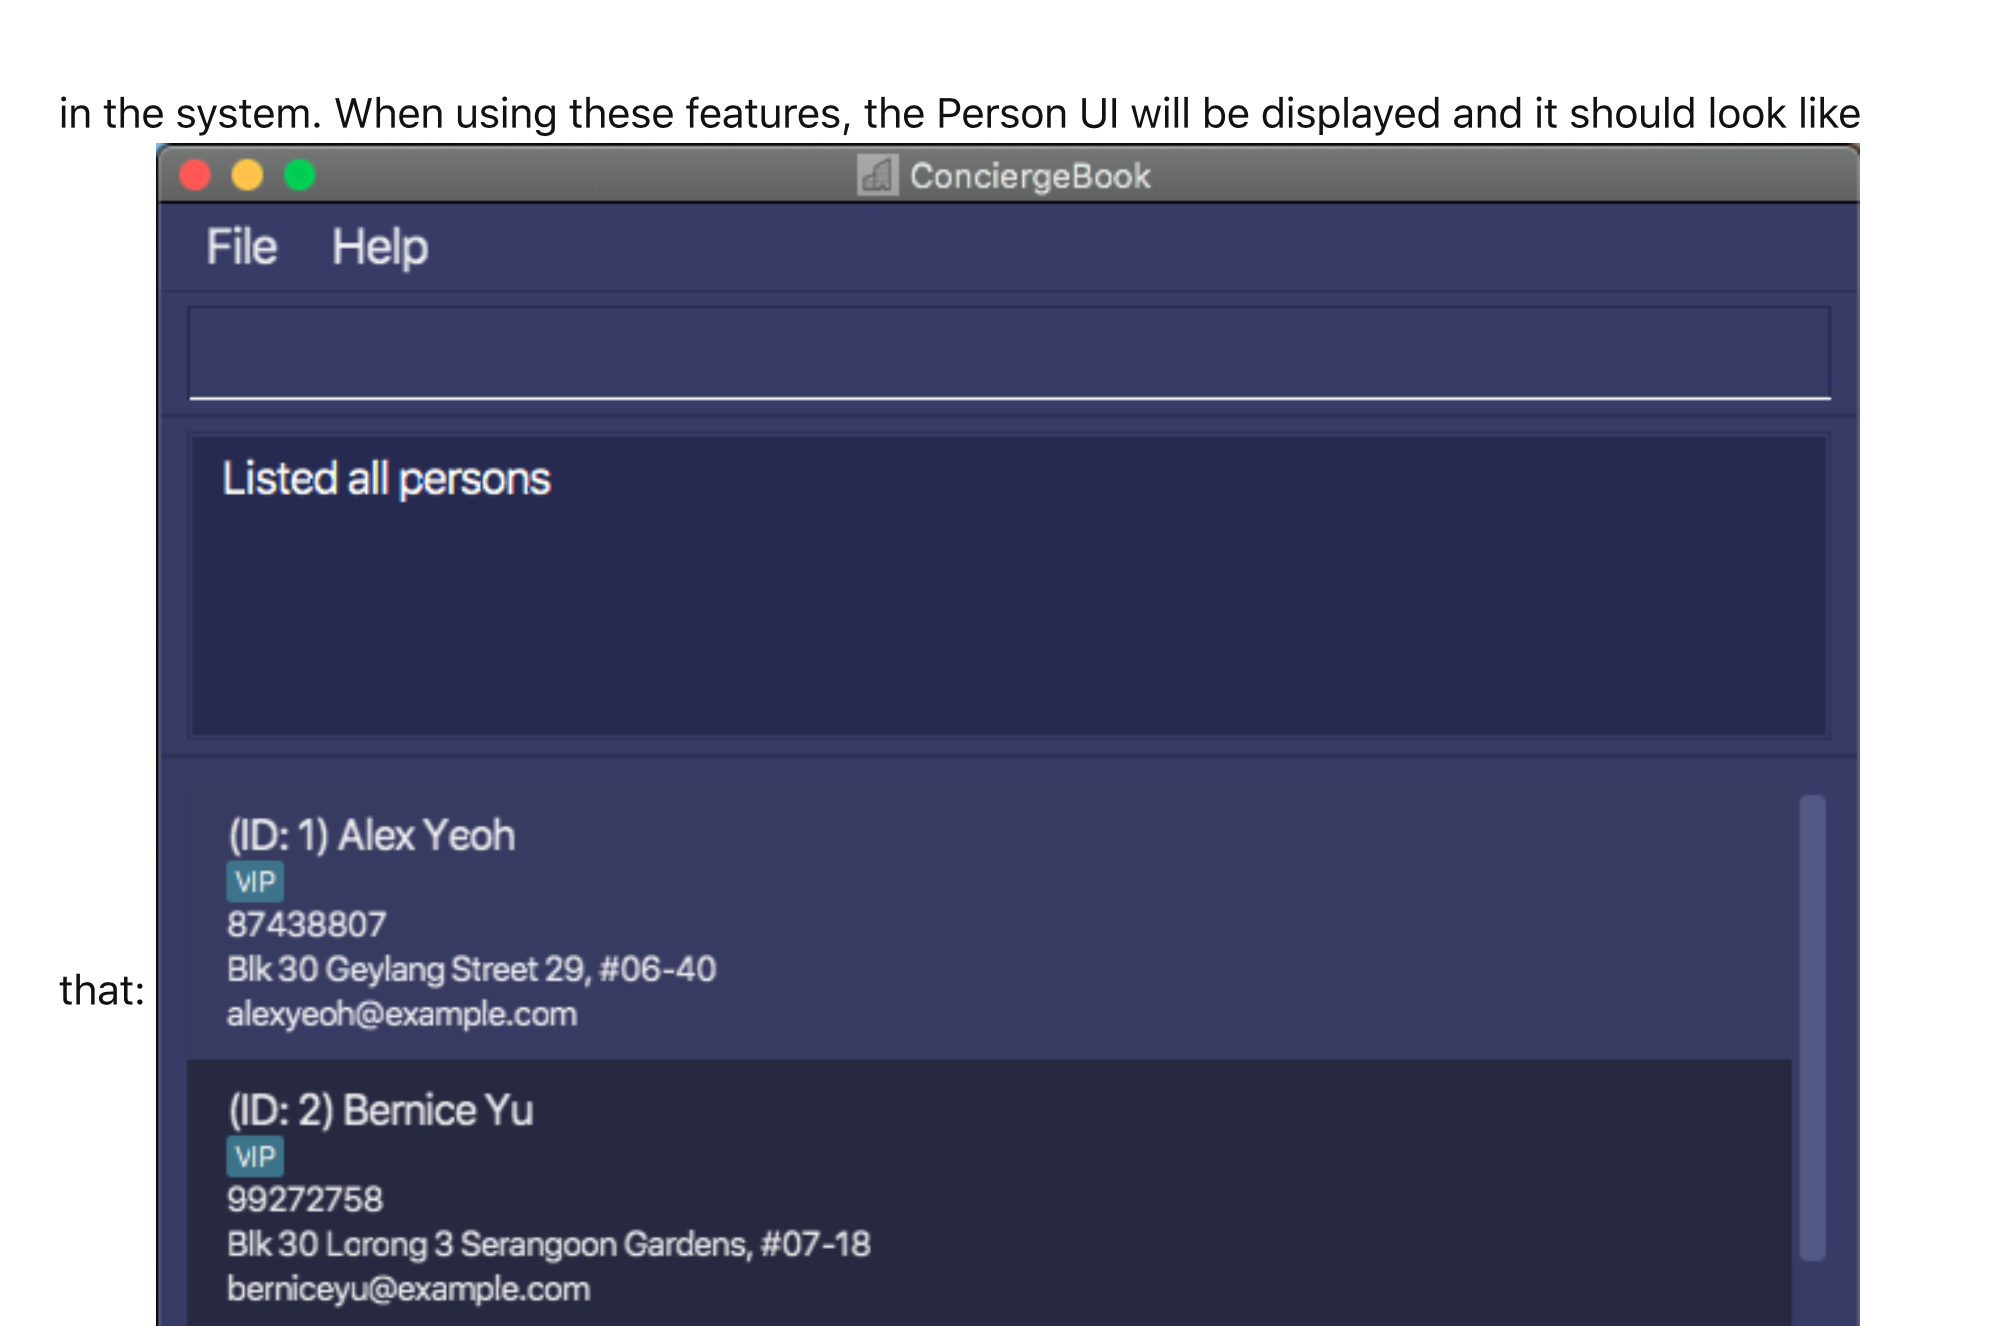 in the system. When using these features, the Person UI will be displayed and it should look like
ConciergeBook
File Help
Listed all persons
(ID: 1) Alex Yeoh
VIP
87438807
Blk 30 Geylang Street 29, #06-40
alexyeoh@example.com
that:
(ID: 2) Bernice Yu
VIP
99272758
Blk 30 Lorong 3 Serangoon Gardens, #07-18
berniceyu@example.com